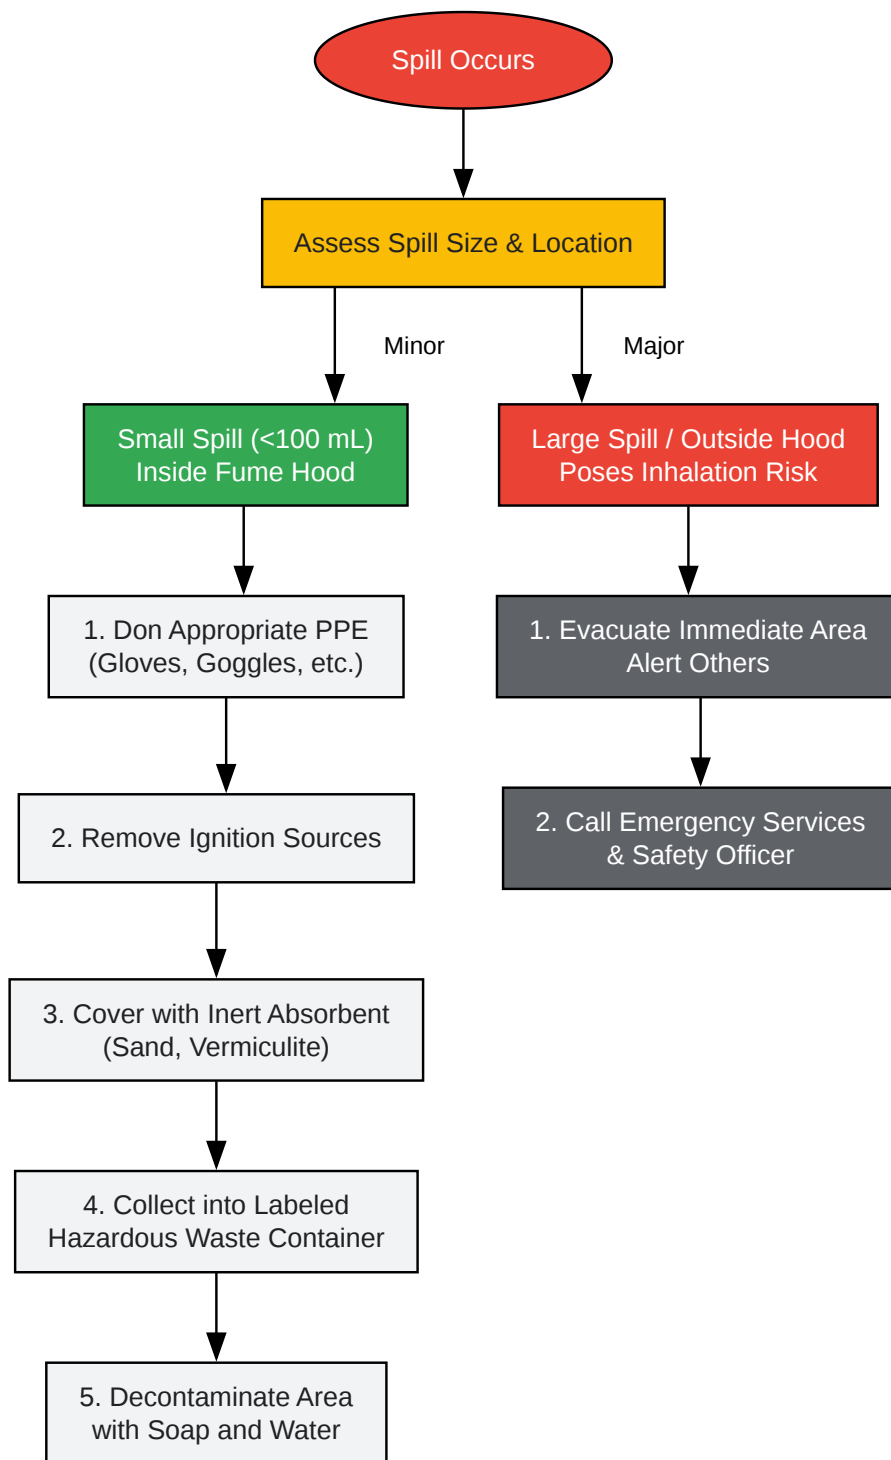 Spill Occurs
Assess Spill Size & Location
Minor
Major
Small Spill (<100 mL)
Inside Fume Hood
Large Spill / Outside Hood
Poses Inhalation Risk
1. Don Appropriate PPE
(Gloves, Goggles, etc.)
1. Evacuate Immediate Area
Alert Others
2. Remove Ignition Sources
2. Call Emergency Services
& Safety Officer
3. Cover with Inert Absorbent
(Sand, Vermiculite)
4. Collect into Labeled
Hazardous Waste Container
5. Decontaminate Area
with Soap and Water